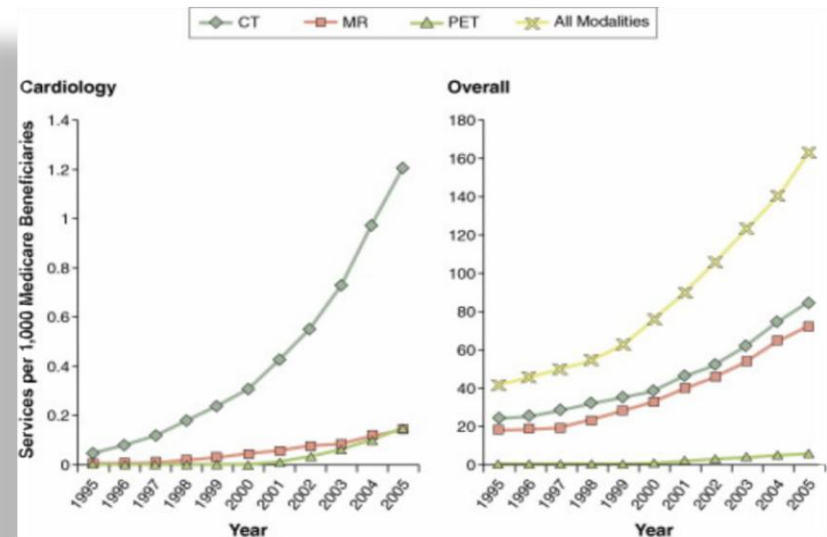 CT MR PET All Modalities
Cardiology
Services per 1,000 Medicare Beneficiaries
1.4
1.2
1
0.8
0.6
0.4
0.2
0
1995 1996 1997 1998 1999 2000 2001 2002 2003 2004 2005
Year
Overall
180
160
140
120
100
80
60
40
20
0
1995 1996 1997 1998 1999 2000 2001 2002 2003 2004 2005
Year